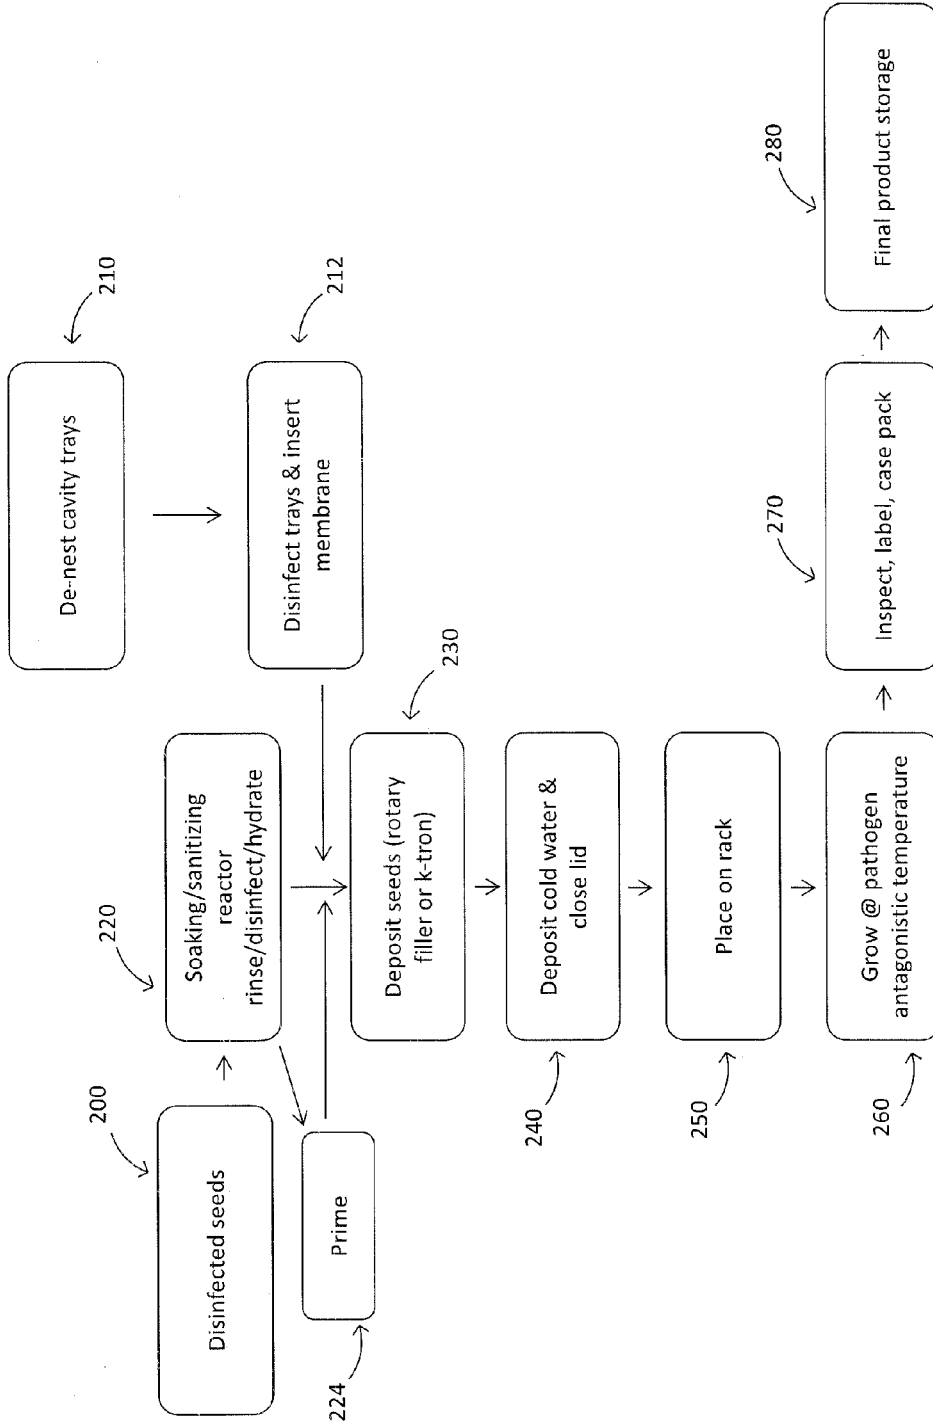 210
De-nest cavity trays
212
Disinfect trays & insert
membrane
200
Disinfected seeds
220
Soaking/sanitizing
reactor
rinse/disinfect/hydrate
224
Prime
230
Deposit seeds (rotary
filler or k-tron)
240
Deposit cold water &
close lid
250
Place on rack
260
Grow @ pathogen
antagonistic temperature
270
Inspect, label, case pack
280
Final product storage